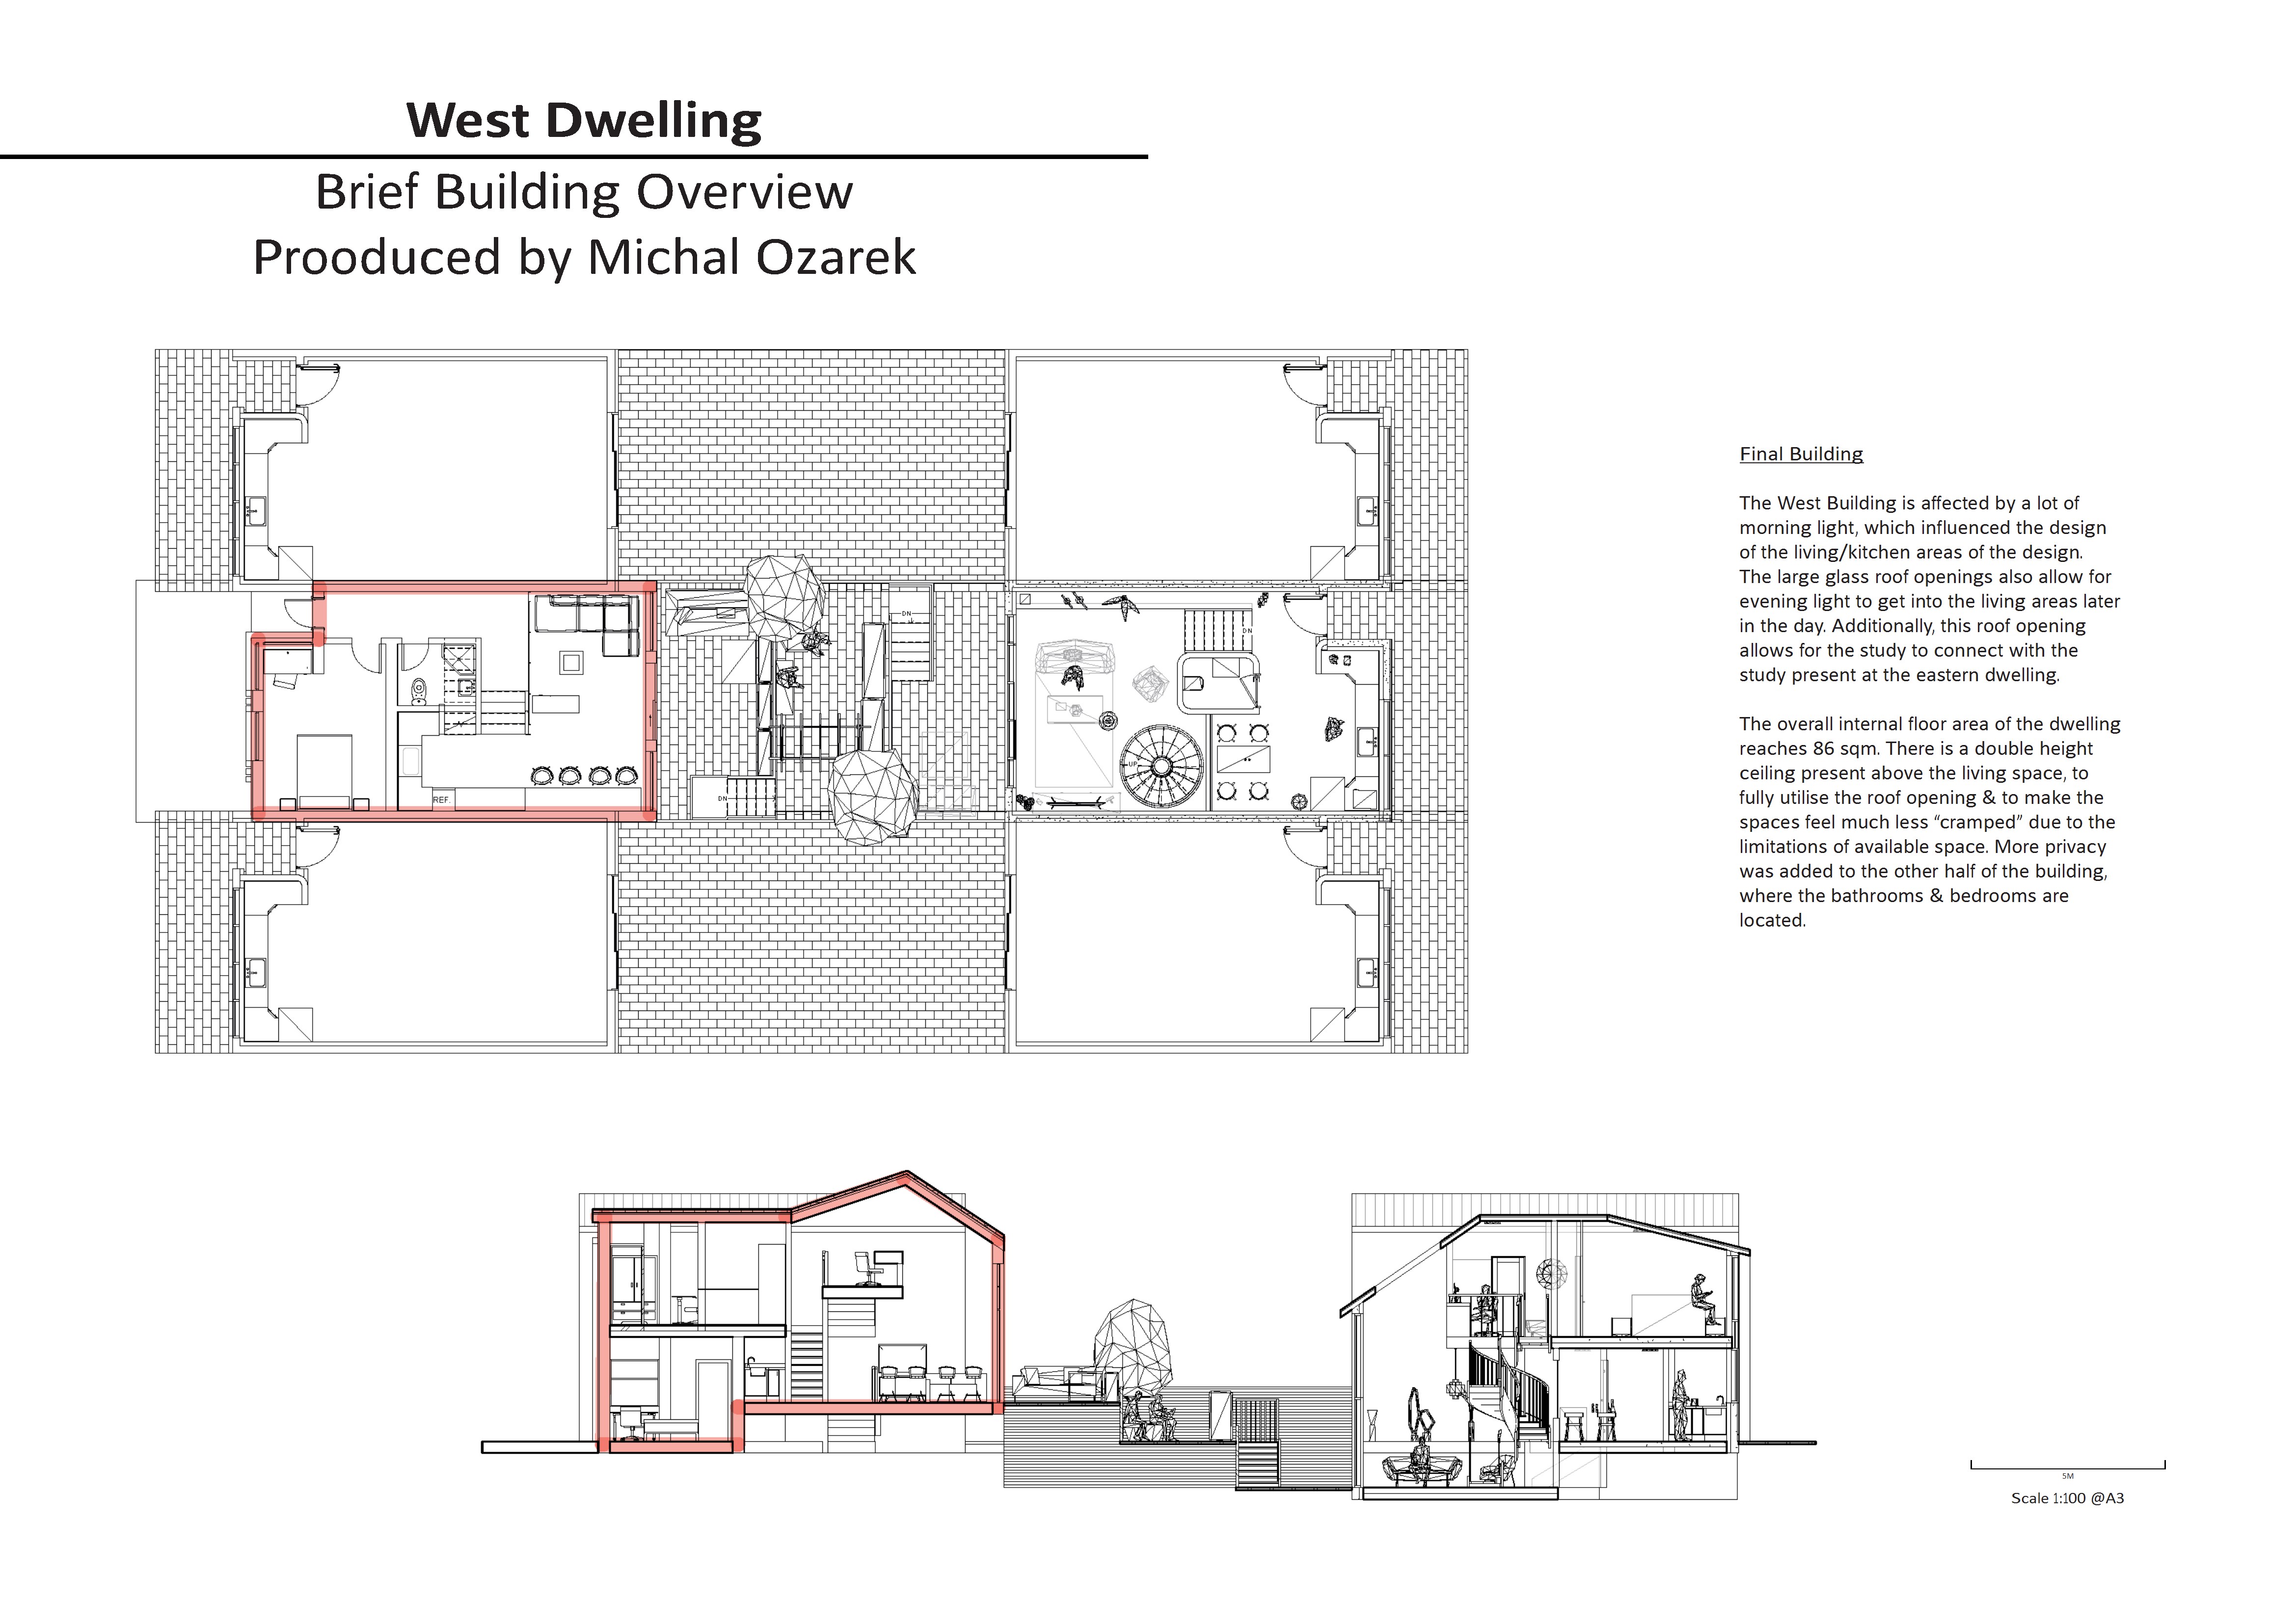 West Dwelling
Brief Building Overview
Prooduced by Michal Ozarek
Final Building
The West Building is affected by a lot of
morning light, which influenced the design
of the living/kitchen areas of the design.
The large glass roof openings also allow for
evening light to get into the living areas later
in the day. Additionally, this roof opening
allows for the study to connect with the
study present at the eastern dwelling.
The overall internal floor area of the dwelling
reaches 86 sqm. There is a double height
ceiling present above the living space, to
fully utilise the roof opening & to make the
spaces feel much less “cramped” due to the
limitations of available space. More privacy
was added to the other half of the building,
where the bathrooms & bedrooms are
located.
DN
DN
UP
REF.
DN
5M
Scale 1:100 @A3